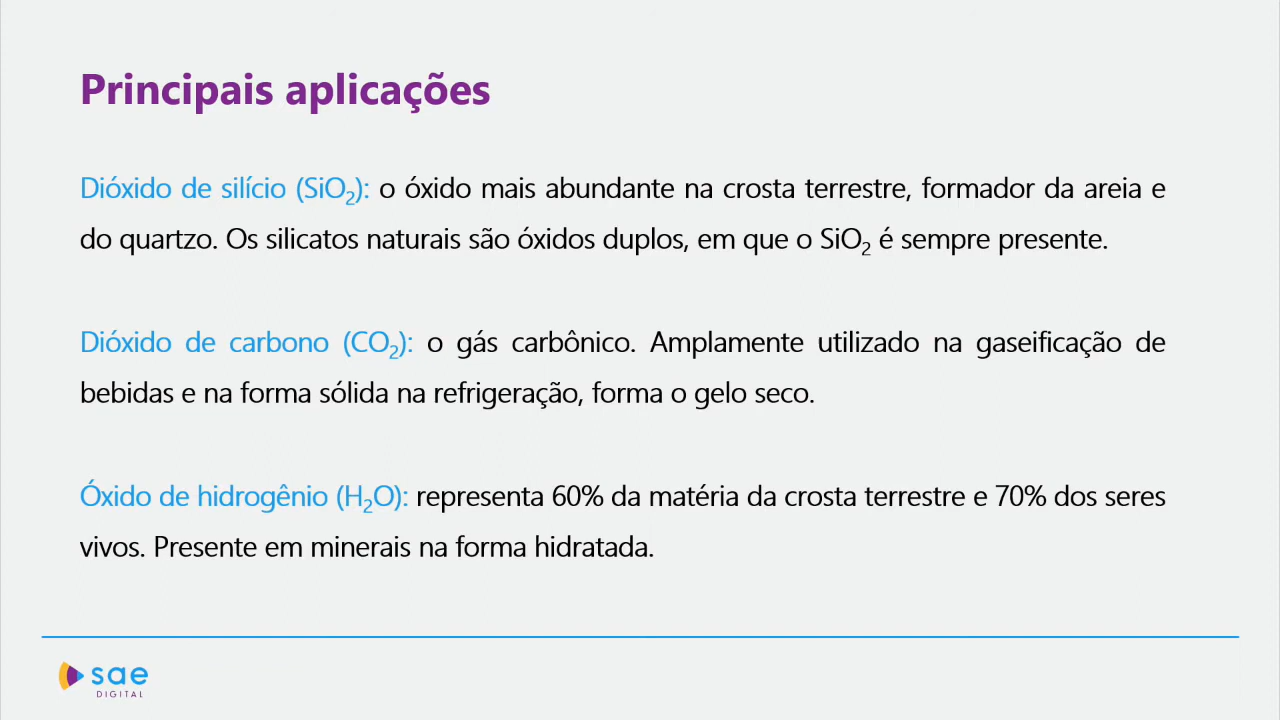 Principais aplicações
Dióxido de silício (SiO₂): o óxido mais abundante na crosta terrestre, formador da areia e
do quartzo. Os silicatos naturais são óxidos duplos, em que o SiO₂ é sempre presente.
Dióxido de carbono (CO₂): o gás carbônico. Amplamente utilizado na gaseificação de
bebidas e na forma sólida na refrigeração, forma o gelo seco.
Óxido de hidrogênio (H₂O): representa 60% da matéria da crosta terrestre e 70% dos seres
vivos. Presente em minerais na forma hidratada.
sae
DIGITAL